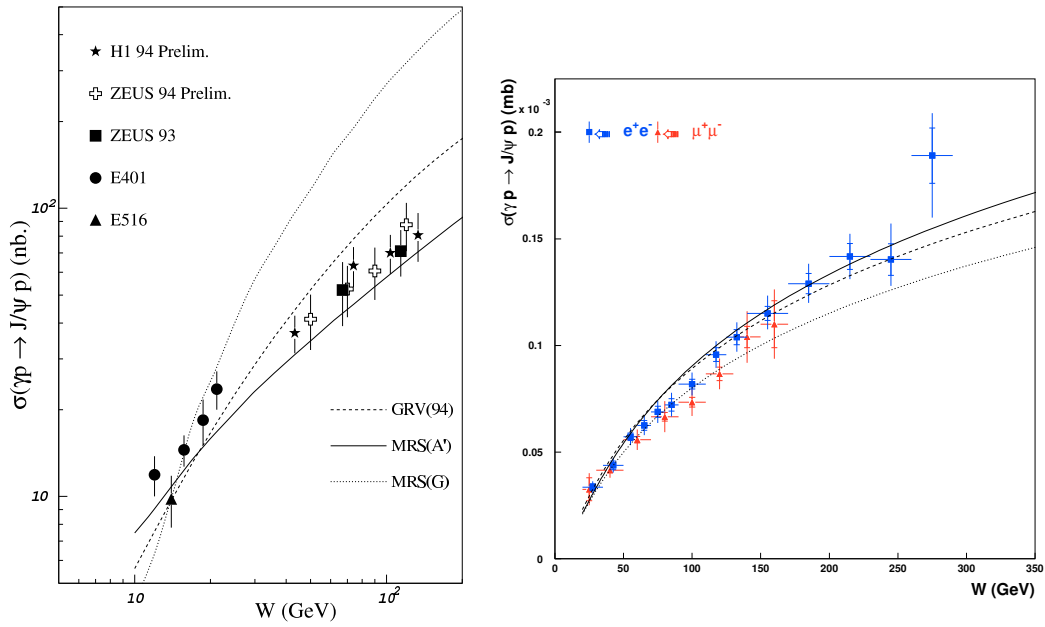 σ(γp → J/ψ p) (nb.)
10²
10
H1 94 Prelim.
ZEUS 94 Prelim.
ZEUS 93
E401
E516
GRV(94)
MRS(A')
MRS(G)
10
10²
W (GeV)
σ(γ p → J/ψ p) (mb)
x 10⁻³
0.2
0.15
0.1
0.05
0
e⁺e⁻
μ⁺μ⁻
0
50
100
150
200
250
300
350
W (GeV)